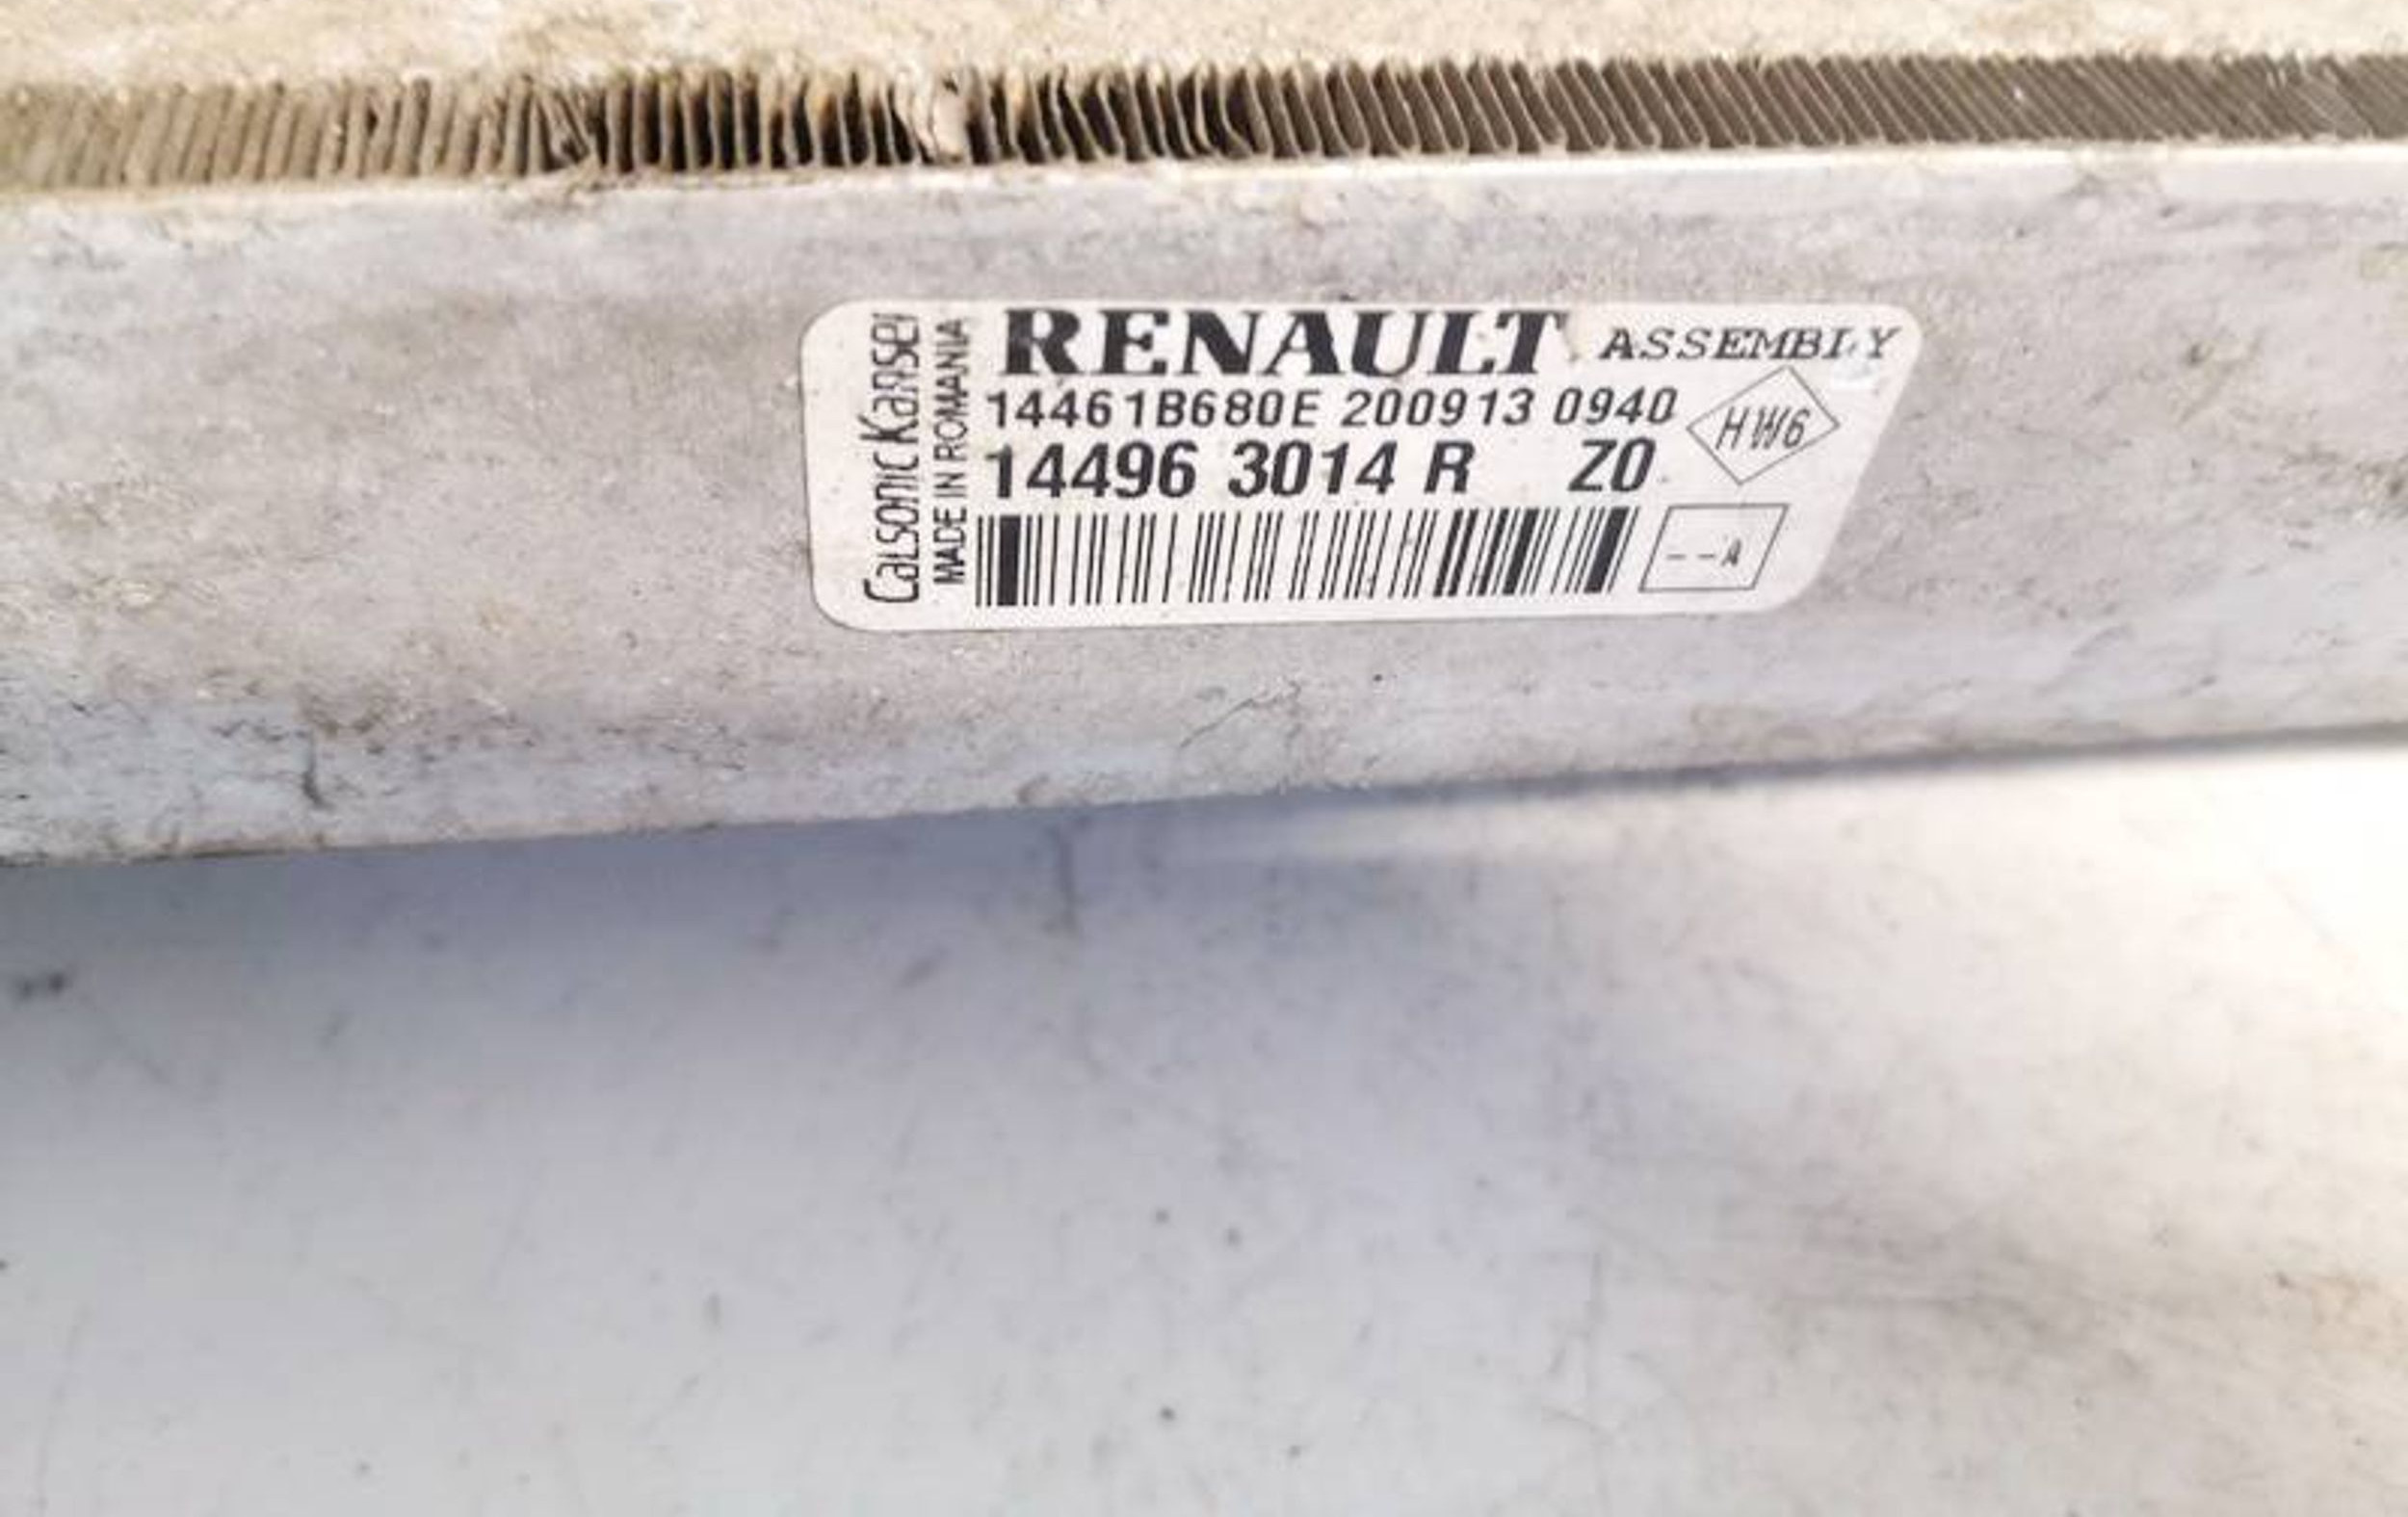 Calsonic Kansei
MADE IN ROMANIA
RENAULT ASSEMBLY
14461B680E 200913 0940
HW6
14496 3014 R Z0
--A